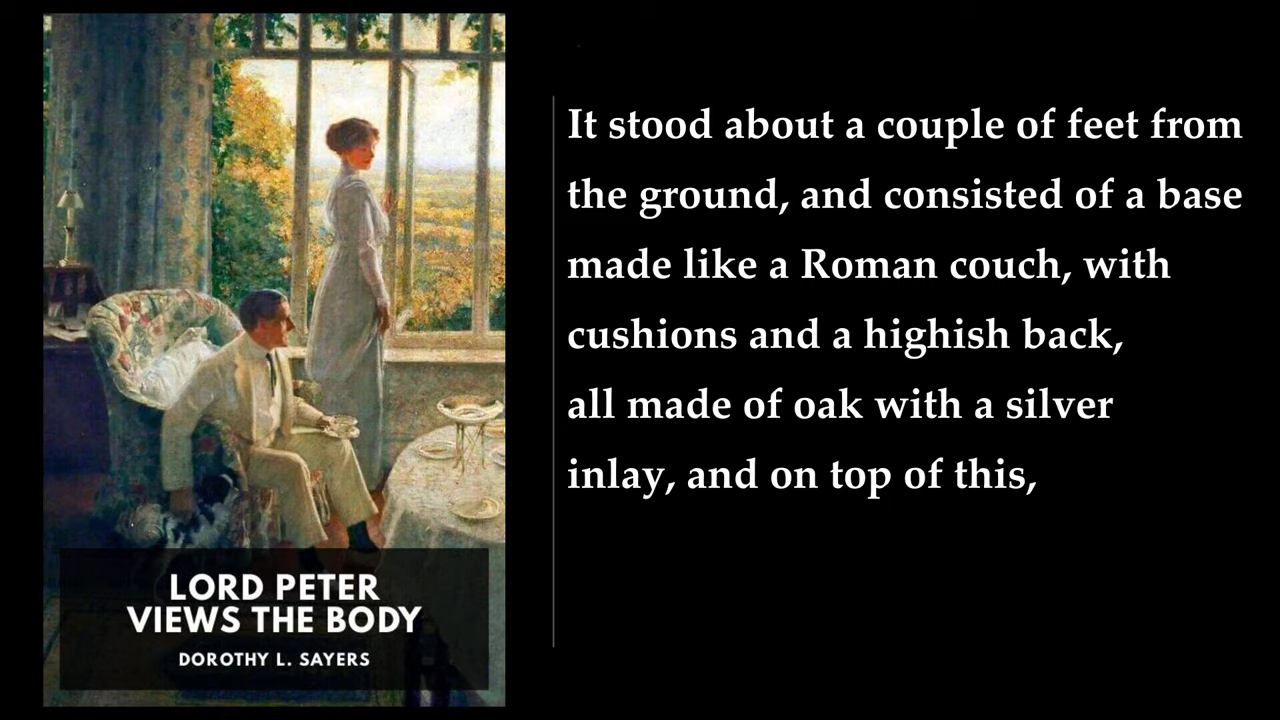 It stood about a couple of feet from
the ground, and consisted of a base
made like a Roman couch, with
cushions and a highish back,
all made of oak with a silver
inlay, and on top of this,
LORD PETER
VIEWS THE BODY
DOROTHY L. SAYERS